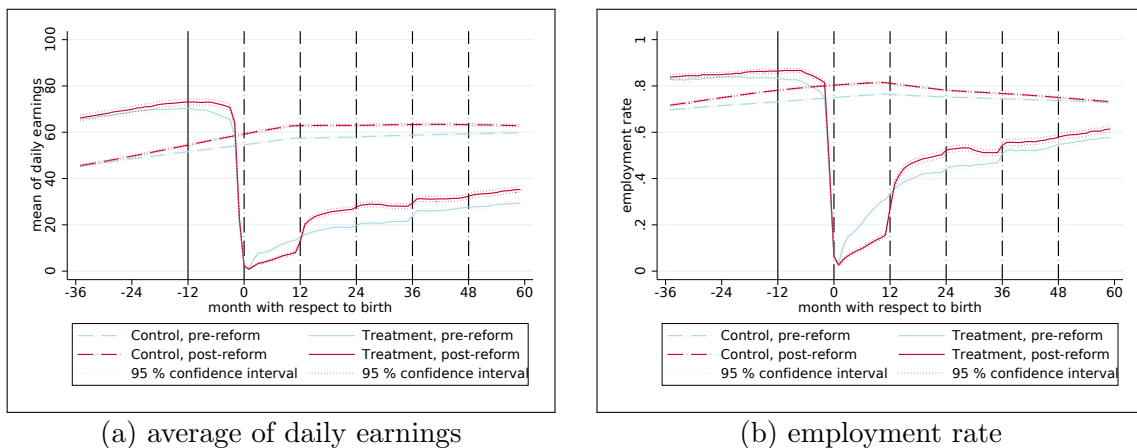 100
80
60
40
20
0
mean of daily earnings
-36 -24 -12 0 12 24 36 48 60
month with respect to birth
Control, pre-reform Treatment, pre-reform
Control, post-reform Treatment, post-reform
95 % confidence interval 95 % confidence interval
(a) average of daily earnings
1
.8
.6
.4
.2
0
employment rate
-36 -24 -12 0 12 24 36 48 60
month with respect to birth
Control, pre-reform Treatment, pre-reform
Control, post-reform Treatment, post-reform
95 % confidence interval 95 % confidence interval
(b) employment rate